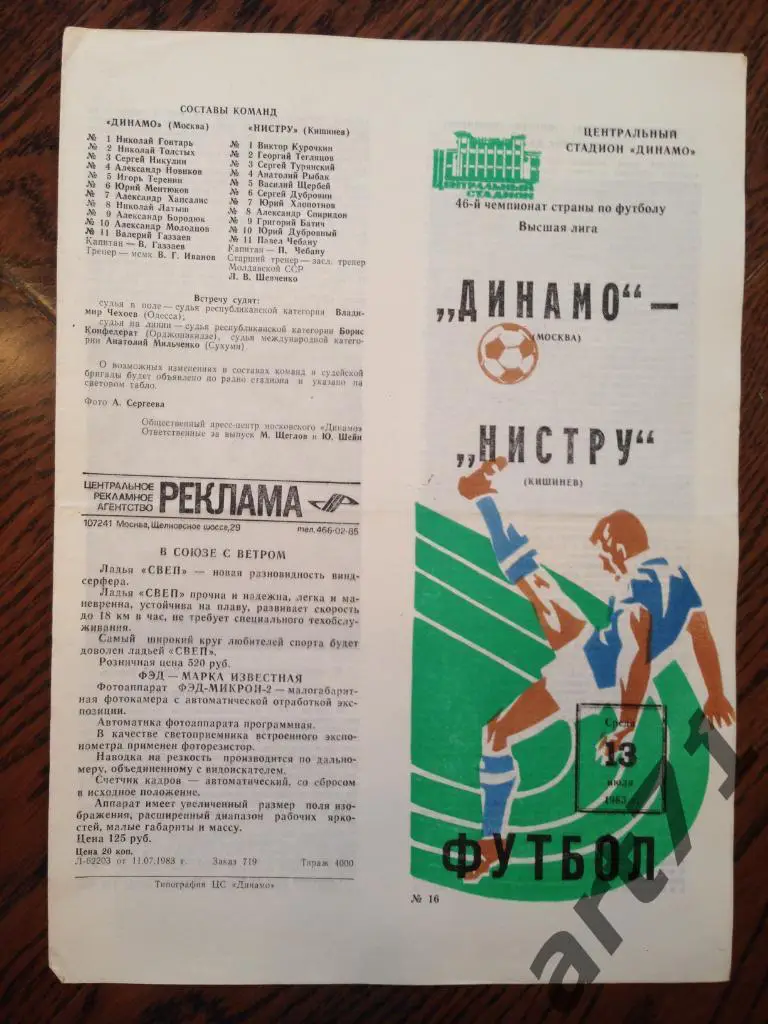 СОСТАВЫ КОМАНД
«ДИНАМО» (Москва)
№ 1 Николай Гонтарь
№ 2 Николай Толстых
№ 3 Сергей Никулин
№ 4 Александр Новиков
№ 5 Игорь Теренин
№ 6 Юрий Ментюков
№ 7 Александр Хапсалис
№ 8 Николай Латыш
№ 9 Александр Бородюк
№ 10 Александр Молодцов
№ 11 Валерий Газзаев
Капитан — В. Газзаев
Тренер — мсмк В. Г. Иванов
«НИСТРУ» (Кишинев)
№ 1 Виктор Курочкин
№ 2 Георгий Тегляцов
№ 3 Сергей Турянский
№ 4 Анатолий Рыбак
№ 5 Василий Щербей
№ 6 Сергей Дубровин
№ 7 Юрий Хлопотнов
№ 8 Александр Спиридон
№ 9 Григорий Батич
№ 10 Юрий Дубровный
№ 11 Павел Чебану
Капитан — П. Чебану
Старший тренер — засл. тренер
Молдавской ССР
Л. В. Шевченко
Встречу судят:
судья в поле — судья республиканской категории Влади-
мир Чехоев (Одесса);
судьи на линии — судья республиканской категории Борис
Конфедерат (Орджоникидзе), судья международной катего-
рии Анатолий Мильченко (Сухуми).
О возможных изменениях в составах команд и судейской
бригады будет объявлено по радио стадиона и указано на
световом табло.
Фото А. Сергеева
Общественный пресс-центр московского «Динамо»
Ответственные за выпуск М. Щеглов и Ю. Шейн
ЦЕНТРАЛЬНОЕ
РЕКЛАМНОЕ
АГЕНТСТВО
РЕКЛАМА
107241 Москва, Щелковское шоссе, 29 тел. 466-02-85
В СОЮЗЕ С ВЕТРОМ
Ладья «СВЕП» — новая разновидность винд-
серфера.
Ладья «СВЕП» прочна и надежна, легка и ма-
невренна, устойчива на плаву, развивает скорость
до 18 км в час, не требует специального техобслу-
живания.
Самый широкий круг любителей спорта будет
доволен ладьей «СВЕП».
Розничная цена 520 руб.
ФЭД — МАРКА ИЗВЕСТНАЯ
Фотоаппарат ФЭД-МИКРОН-2 — малогабарит-
ная фотокамера с автоматической отработкой экс-
позиции.
Автоматика фотоаппарата программная.
В качестве светоприемника встроенного экспо-
нометра применен фоторезистор.
Наводка на резкость производится по дально-
меру, объединенному с видоискателем.
Счетчик кадров — автоматический, со сбросом
в исходное положение.
Аппарат имеет увеличенный размер поля изо-
бражения, расширенный диапазон рабочих ярко-
стей, малые габариты и массу.
Цена 125 руб.
Цена 20 коп.
Л-62203 от 11.07.1983 г. Заказ 719 Тираж 4000
Типография ЦС «Динамо»
ЦЕНТРАЛЬНЫЙ
СТАДИОН
ЦЕНТРАЛЬНЫЙ
СТАДИОН «ДИНАМО»
46-й чемпионат страны по футболу
Высшая лига
„ДИНАМО“ —
(МОСКВА)
„НИСТРУ“
(КИШИНЕВ)
Среда
13
июля
1983 г.
ФУТБОЛ
№ 16
art71